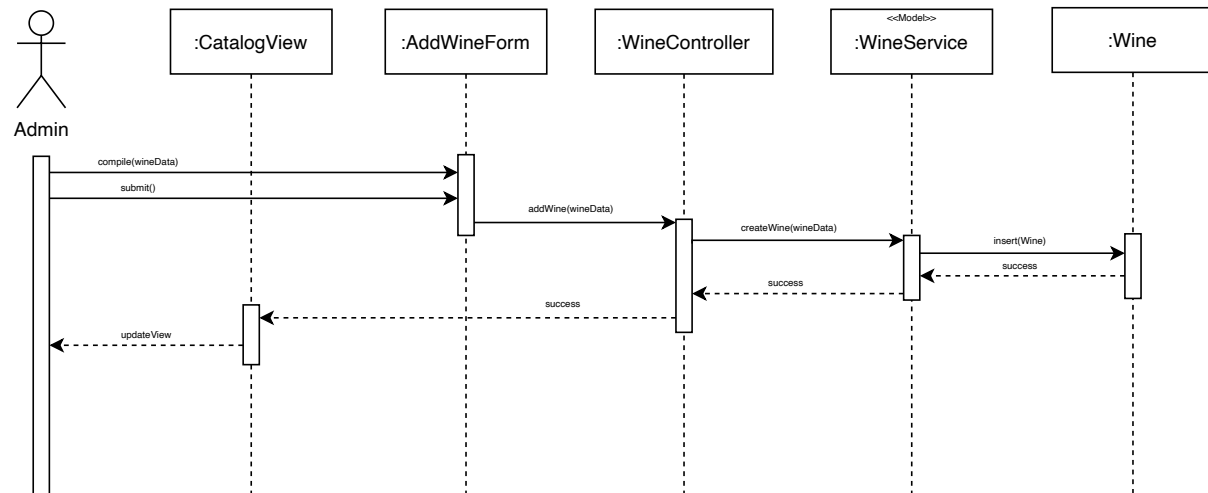 <<Model>>
:CatalogView
:AddWineForm
:WineController
:WineService
:Wine
Admin
compile(wineData)
submit()
addWine(wineData)
createWine(wineData)
insert(Wine)
success
success
success
updateView